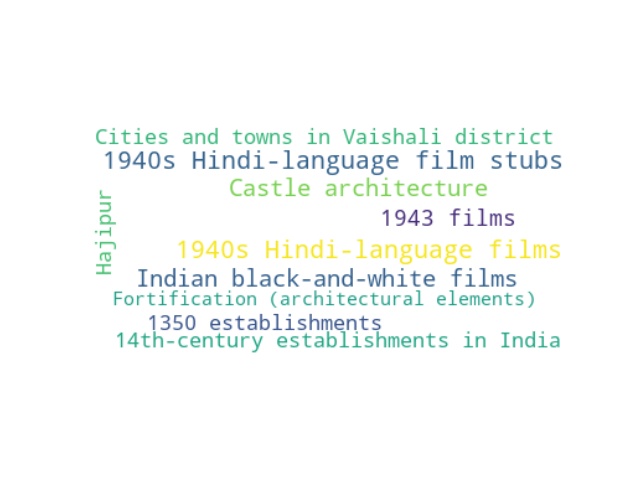 Cities and towns in Vaishali district
1940s Hindi-language film stubs
Castle architecture
Hajipur
1943 films
1940s Hindi-language films
Indian black-and-white films
Fortification (architectural elements)
1350 establishments
14th-century establishments in India